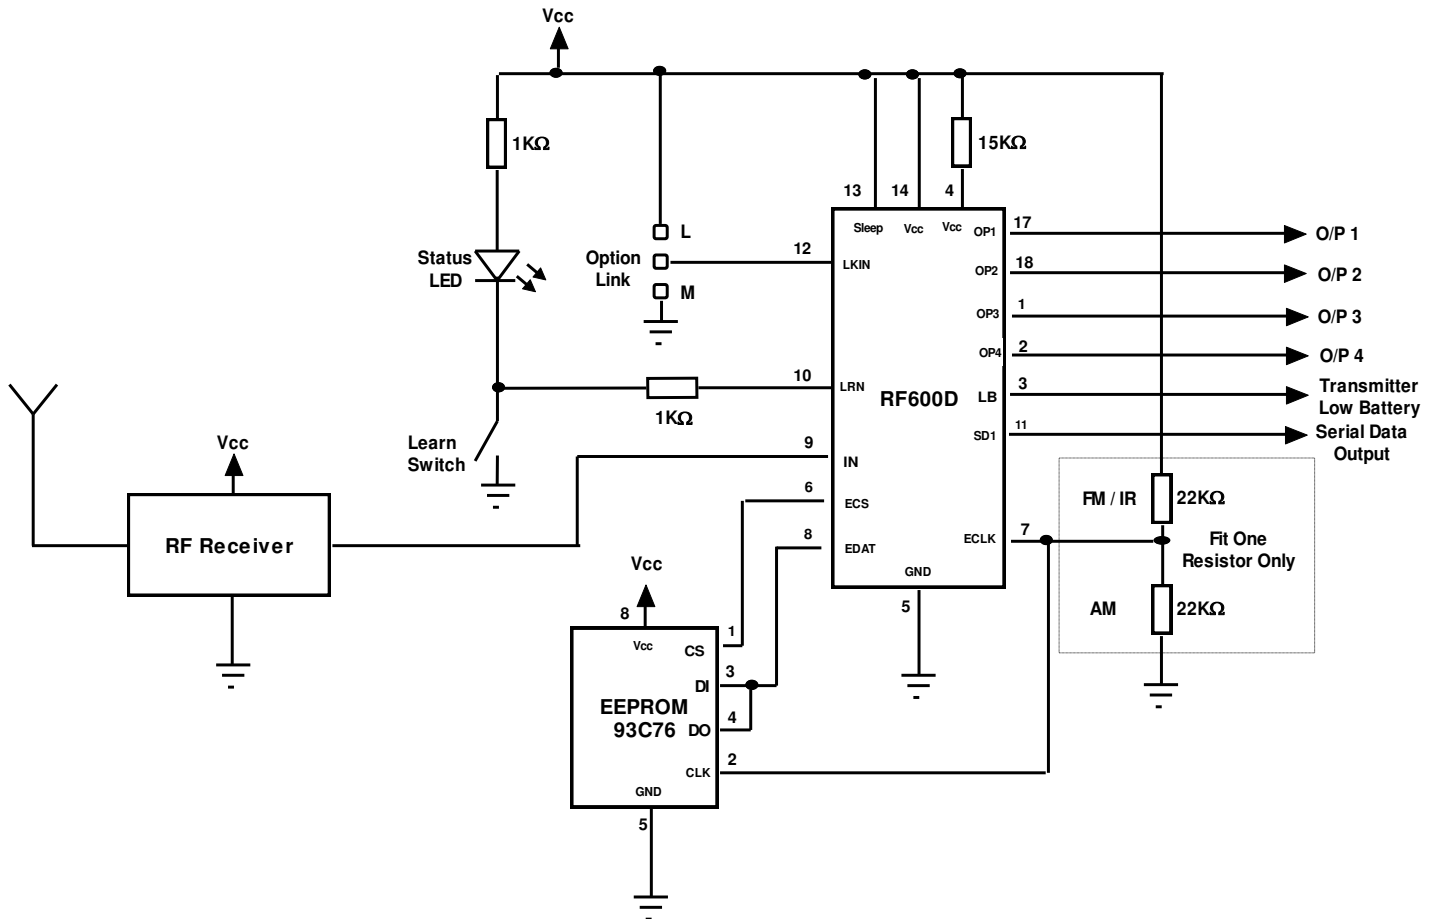 Vcc
1KΩ
15KΩ
13
14
4
Sleep
Vcc
Vcc
OP1
17
O/P 1
L
Option
Link
M
12
LKIN
OP2
18
O/P 2
Status
LED
OP3
1
O/P 3
OP4
2
O/P 4
10
LRN
1KΩ
RF600D
LB
3
Transmitter
Low Battery
SD1
11
Serial Data
Output
Learn
Switch
Vcc
9
IN
6
ECS
8
EDAT
ECLK
7
GND
5
FM / IR
22KΩ
Fit One
Resistor Only
AM
22KΩ
RF Receiver
Vcc
8
Vcc
1
CS
3
DI
EEPROM
93C76
4
DO
2
CLK
GND
5